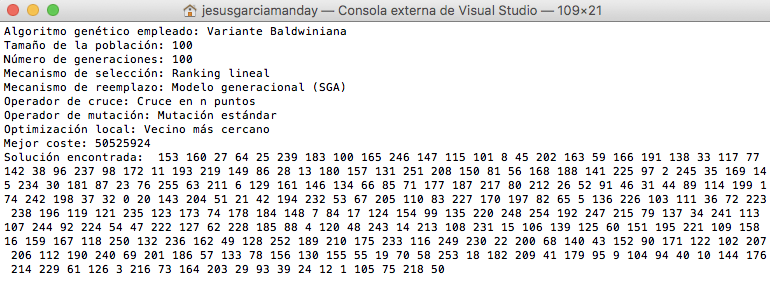 jesusgarciamanday — Consola externa de Visual Studio — 109×21
Algoritmo genético empleado: Variante Baldwiniana
Tamaño de la población: 100
Número de generaciones: 100
Mecanismo de selección: Ranking lineal
Mecanismo de reemplazo: Modelo generacional (SGA)
Operador de cruce: Cruce en n puntos
Operador de mutación: Mutación estándar
Optimización local: Vecino más cercano
Mejor coste: 50525924
Solución encontrada:  153 160 27 64 25 239 183 100 165 246 147 115 101 8 45 202 163 59 166 191 138 33 117 77
142 38 96 237 98 172 11 193 219 149 86 28 13 180 157 131 251 208 150 81 56 168 188 141 225 97 2 245 35 169 14
5 234 30 181 87 23 76 255 63 211 6 129 161 146 134 66 85 71 177 187 217 80 212 26 52 91 46 31 44 89 114 199 1
74 242 198 37 32 0 20 143 204 51 21 42 194 232 53 67 205 110 83 227 170 197 82 65 5 136 226 103 111 36 72 223
238 196 119 121 235 123 173 74 178 184 148 7 84 17 124 154 99 135 220 248 254 192 247 215 79 137 34 241 113
107 244 92 224 54 47 222 127 62 228 185 88 4 120 48 243 14 213 108 231 15 106 139 125 60 151 195 221 109 158
16 159 167 118 250 132 236 162 49 128 252 189 210 175 233 116 249 230 22 200 68 140 43 152 90 171 122 102 207
206 112 190 240 69 201 186 57 133 78 156 130 155 55 19 70 58 253 18 182 209 41 179 95 9 104 94 40 10 144 176
214 229 61 126 3 216 73 164 203 29 93 39 24 12 1 105 75 218 50